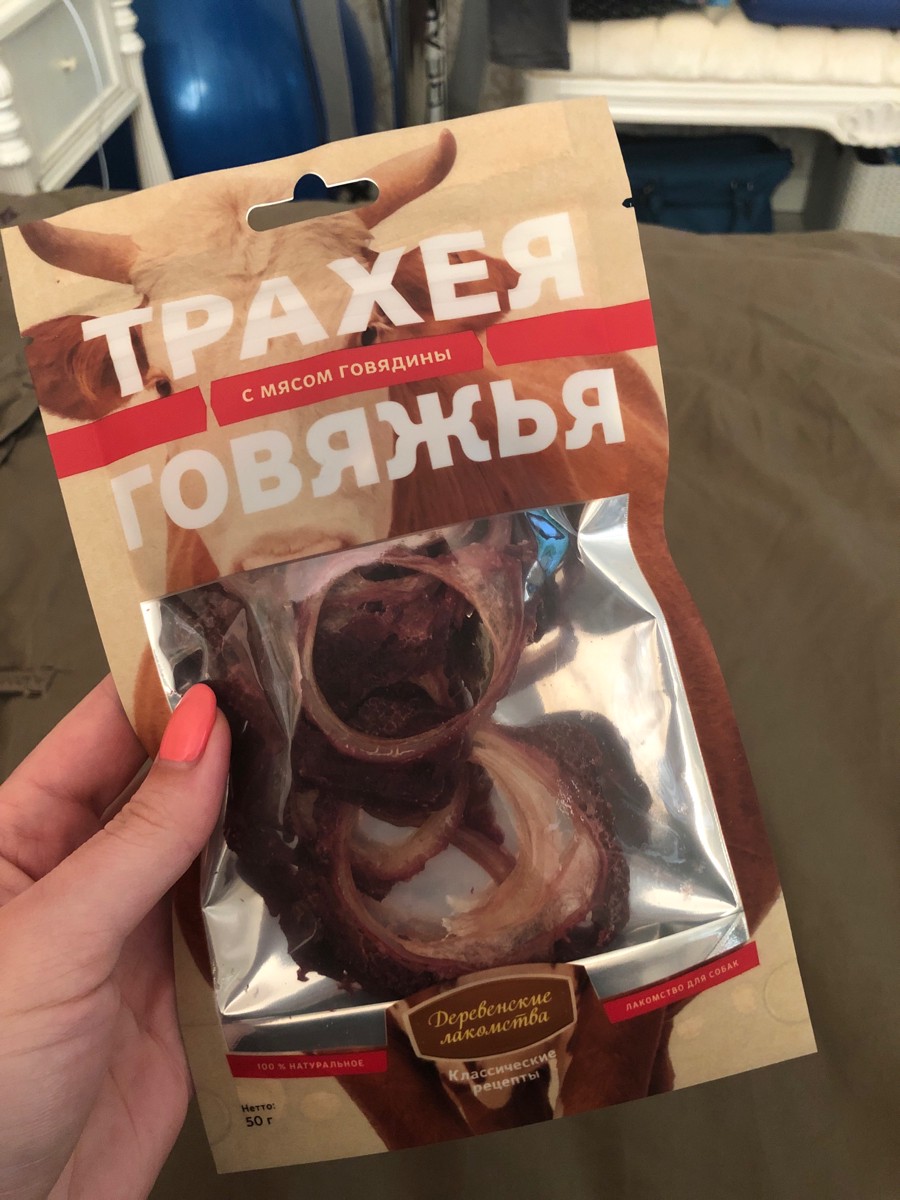 ТРАХЕЯ
С МЯСОМ ГОВЯДИНЫ
ГОВЯЖЬЯ
Деревенские
лакомства
ЛАКОМСТВО ДЛЯ СОБАК
100 % НАТУРАЛЬНОЕ
Классические
рецепты
Нетто:
50 г